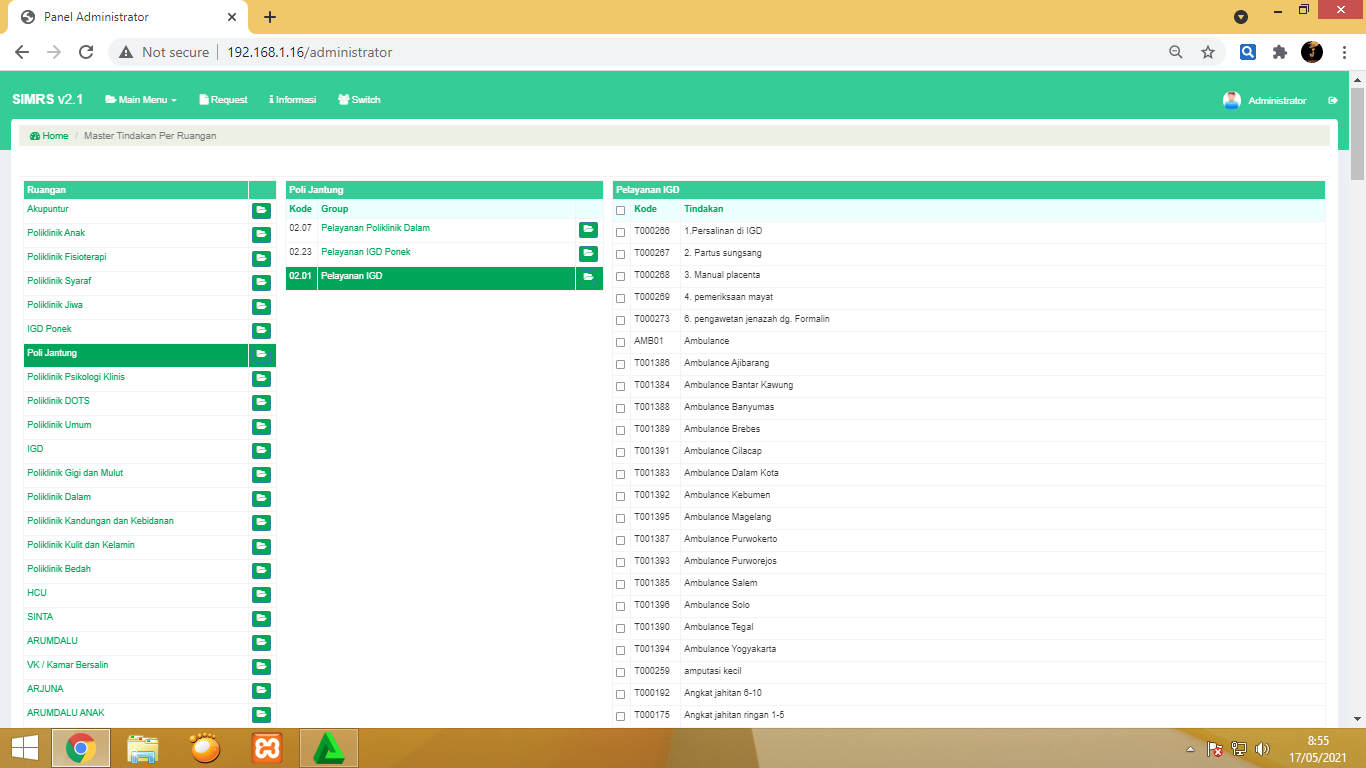 Panel Administrator
Not secure
192.168.1.16/administrator
SIMRS v2.1
Main Menu
Request
Informasi
Switch
Administrator
Home / Master Tindakan Per Ruangan
Ruangan
Akupuntur
Poliklinik Anak
Poliklinik Fisioterapi
Poliklinik Syaraf
Poliklinik Jiwa
IGD Ponek
Poli Jantung
Poliklinik Psikologi Klinis
Poliklinik DOTS
Poliklinik Umum
IGD
Poliklinik Gigi dan Mulut
Poliklinik Dalam
Poliklinik Kandungan dan Kebidanan
Poliklinik Kulit dan Kelamin
Poliklinik Bedah
HCU
SINTA
ARUMDALU
VK / Kamar Bersalin
ARJUNA
ARUMDALU ANAK
Poli Jantung
Kode Group
02.07 Pelayanan Poliklinik Dalam
02.23 Pelayanan IGD Ponek
02.01 Pelayanan IGD
Pelayanan IGD
Kode Tindakan
T000266 1.Persalinan di IGD
T000267 2. Partus sungsang
T000268 3. Manual placenta
T000269 4. pemeriksaan mayat
T000273 6. pengawetan jenazah dg. Formalin
AMB01 Ambulance
T001386 Ambulance Ajibarang
T001384 Ambulance Bantar Kawung
T001388 Ambulance Banyumas
T001389 Ambulance Brebes
T001391 Ambulance Cilacap
T001383 Ambulance Dalam Kota
T001392 Ambulance Kebumen
T001395 Ambulance Magelang
T001387 Ambulance Purwokerto
T001393 Ambulance Purworejos
T001385 Ambulance Salem
T001396 Ambulance Solo
T001390 Ambulance Tegal
T001394 Ambulance Yogyakarta
T000259 amputasi kecil
T000192 Angkat jahitan 6-10
T000175 Angkat jahitan ringan 1-5
8:55
17/05/2021